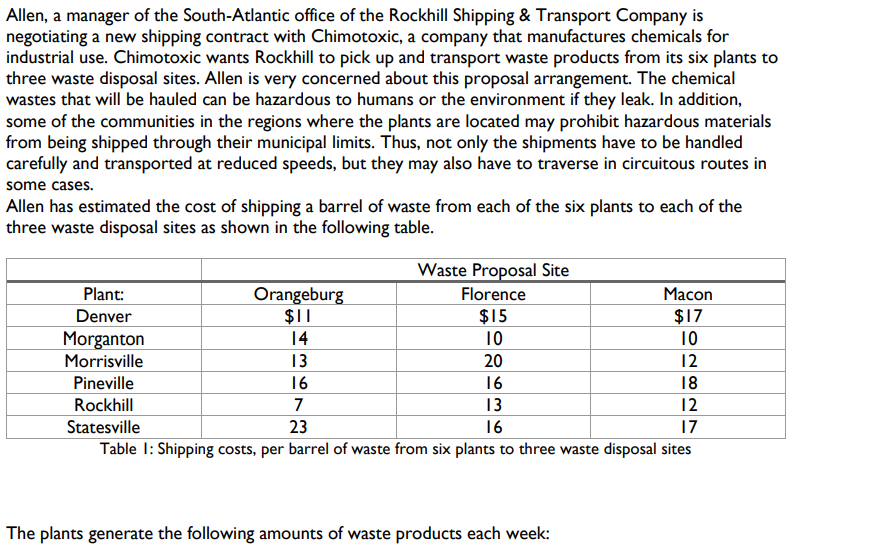 Allen, a manager of the South-Atlantic office of the Rockhill Shipping & Transport Company is
negotiating a new shipping contract with Chimotoxic, a company that manufactures chemicals for
industrial use. Chimotoxic wants Rockhill to pick up and transport waste products from its six plants to
three waste disposal sites. Allen is very concerned about this proposal arrangement. The chemical
wastes that will be hauled can be hazardous to humans or the environment if they leak. In addition,
some of the communities in the regions where the plants are located may prohibit hazardous materials
from being shipped through their municipal limits. Thus, not only the shipments have to be handled
carefully and transported at reduced speeds, but they may also have to traverse in circuitous routes in
some cases.
Allen has estimated the cost of shipping a barrel of waste from each of the six plants to each of the
three waste disposal sites as shown in the following table.
Waste Proposal Site
Plant: Orangeburg Florence Macon
Denver $11 $15 $17
Morganton 14 10 10
Morrisville 13 20 12
Pineville 16 16 18
Rockhill 7 13 12
Statesville 23 16 17
Table 1: Shipping costs, per barrel of waste from six plants to three waste disposal sites
The plants generate the following amounts of waste products each week: